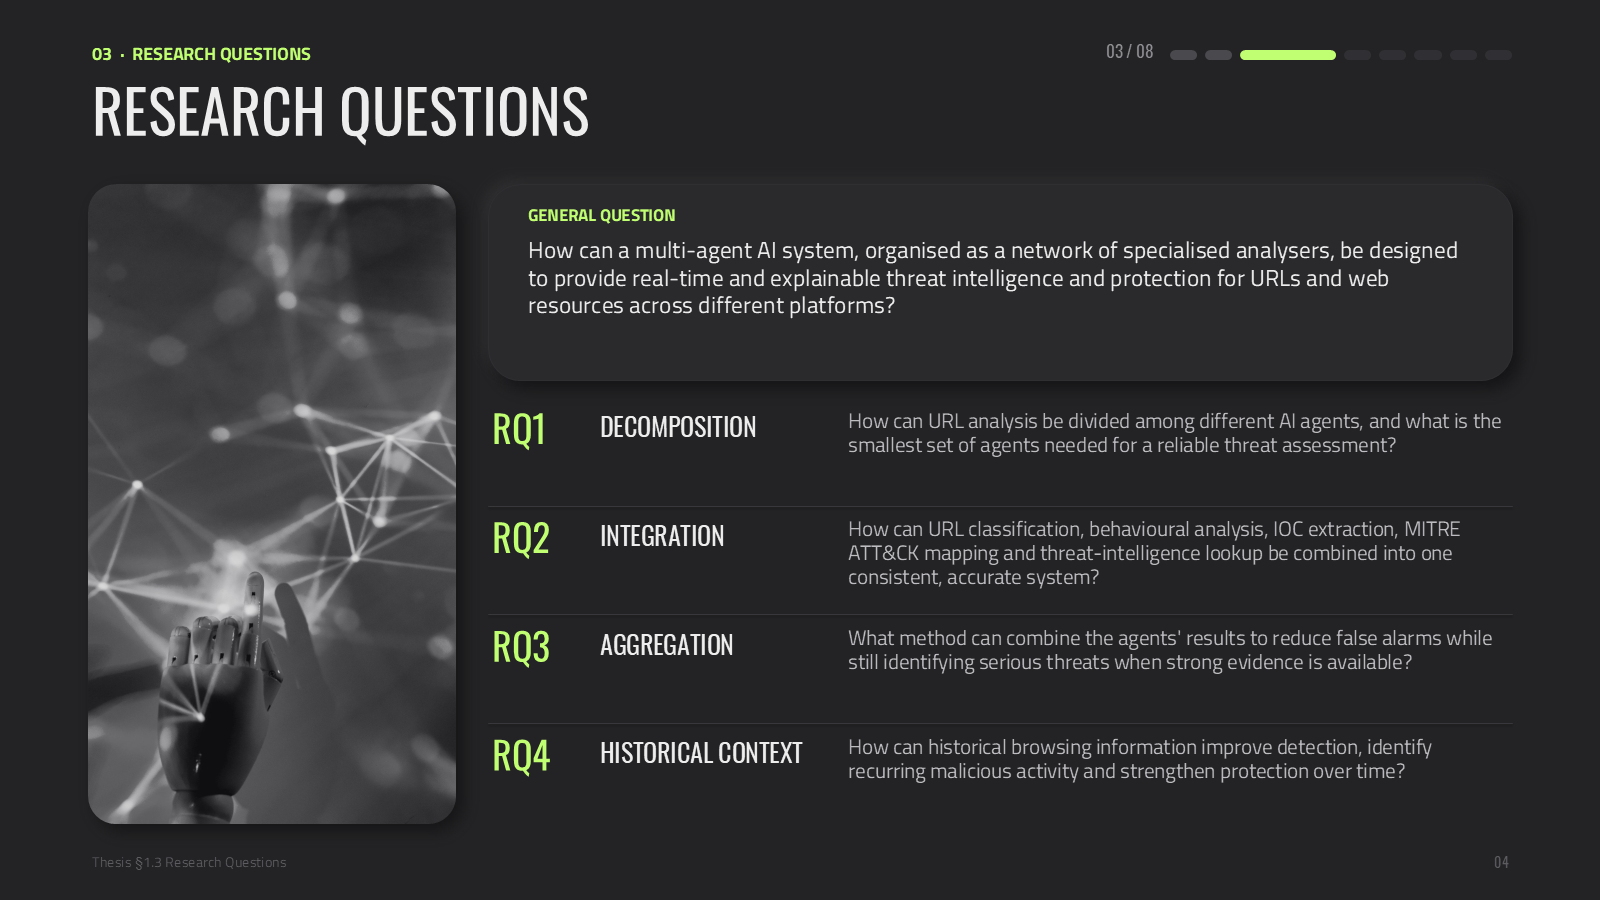 03 · RESEARCH QUESTIONS
03 / 08
RESEARCH QUESTIONS
GENERAL QUESTION
How can a multi-agent AI system, organised as a network of specialised analysers, be designed
to provide real-time and explainable threat intelligence and protection for URLs and web
resources across different platforms?
RQ1
DECOMPOSITION
How can URL analysis be divided among different AI agents, and what is the
smallest set of agents needed for a reliable threat assessment?
RQ2
INTEGRATION
How can URL classification, behavioural analysis, IOC extraction, MITRE
ATT&CK mapping and threat-intelligence lookup be combined into one
consistent, accurate system?
RQ3
AGGREGATION
What method can combine the agents' results to reduce false alarms while
still identifying serious threats when strong evidence is available?
RQ4
HISTORICAL CONTEXT
How can historical browsing information improve detection, identify
recurring malicious activity and strengthen protection over time?
Thesis §1.3 Research Questions
04